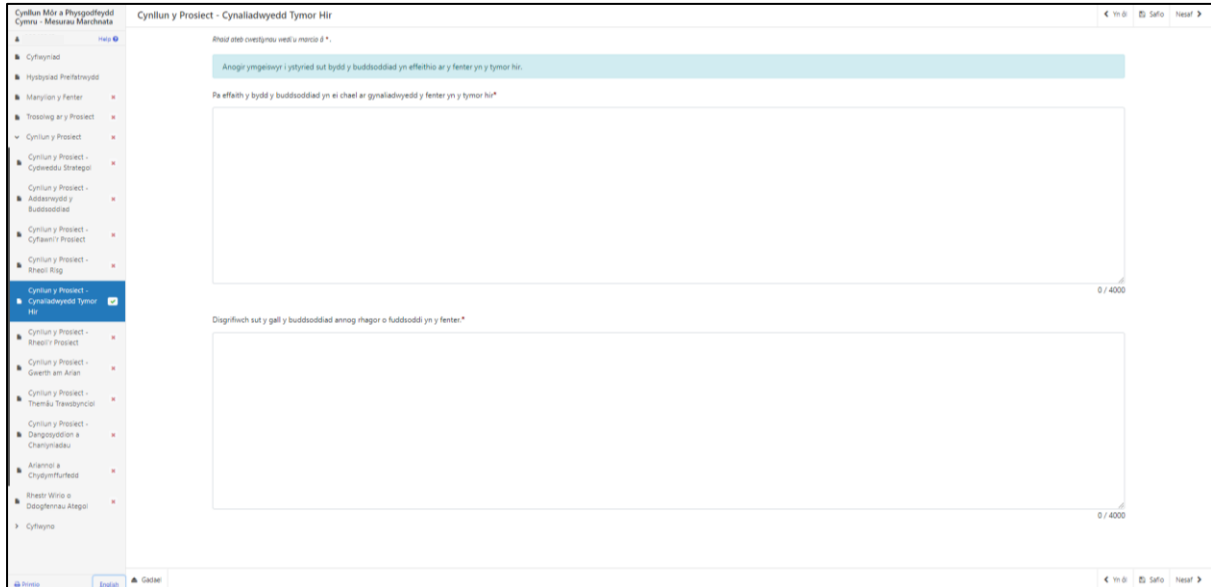 Cynllun Môr a Physgodfeydd
Cymru - Mesurau Marchnata
Cynllun y Prosiect - Cynaliadwyedd Tymor Hir
Yn ôl
Safio
Nesaf
Help
Cyflwyniad
Hysbysiad Preifatrwydd
Manylion y Fenter
Trosolwg ar y Prosiect
Cynllun y Prosiect
Cynllun y Prosiect -
Cydweddu Strategol
Cynllun y Prosiect -
Addasrwydd y
Buddsoddiad
Cynllun y Prosiect -
Cyflawni'r Prosiect
Cynllun y Prosiect -
Rheoli Risg
Cynllun y Prosiect -
Cynaliadwyedd Tymor
Hir
Cynllun y Prosiect -
Rheoli'r Prosiect
Cynllun y Prosiect -
Gwerth am Arian
Cynllun y Prosiect -
Themâu Trawsbynciol
Cynllun y Prosiect -
Dangosyddion a
Cherryniadau
Ariannol a
Chydymffurfedd
Rhestr Wirio o
Ddogfennau Ategol
Cyflwyno
Printio
English
Rhaid ateb cwestiynau wedi'u marcio â *.
Anogir ymgeiswyr i ystyried sut bydd y buddsoddiad yn effeithio ar y fenter yn y tymor hir.
Pa effaith y bydd y buddsoddiad yn ei chael ar gynaliadwyedd y fenter yn y tymor hir*
0 / 4000
Disgrifiwch sut y gall y buddsoddiad annog rhagor o fuddsoddi yn y fenter.*
0 / 4000
Gadael
Yn ôl
Safio
Nesaf